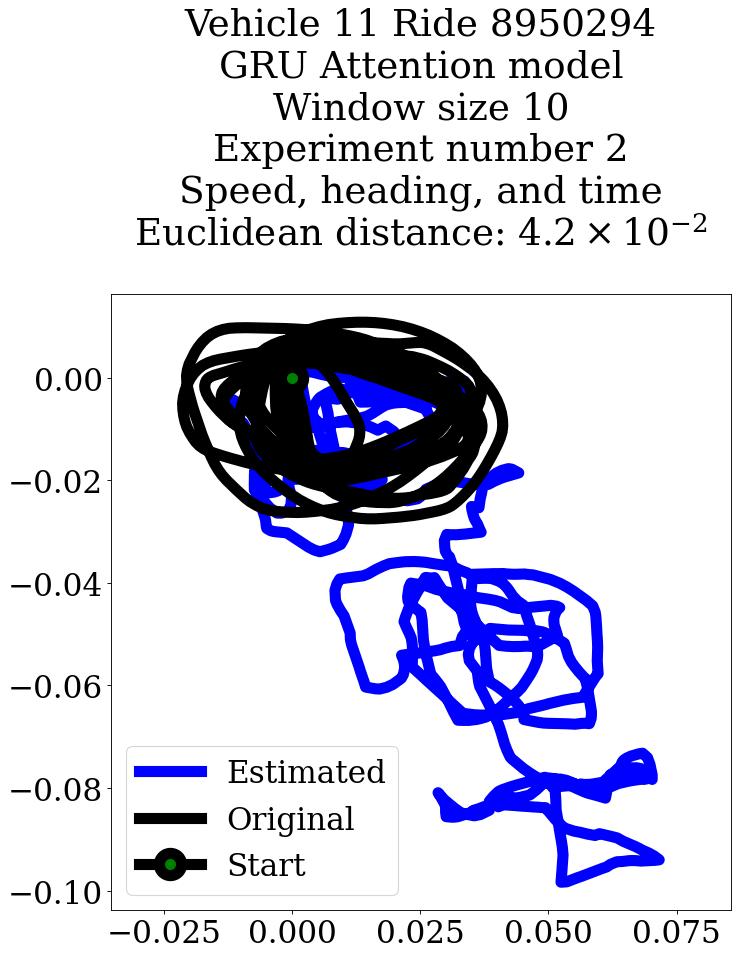 Vehicle 11 Ride 8950294
GRU Attention model
Window size 10
Experiment number 2
Speed, heading, and time
Euclidean distance: 4.2 × 10⁻²
0.00
−0.02
−0.04
−0.06
−0.08
−0.10
Estimated
Original
Start
−0.025 0.000 0.025 0.050 0.075